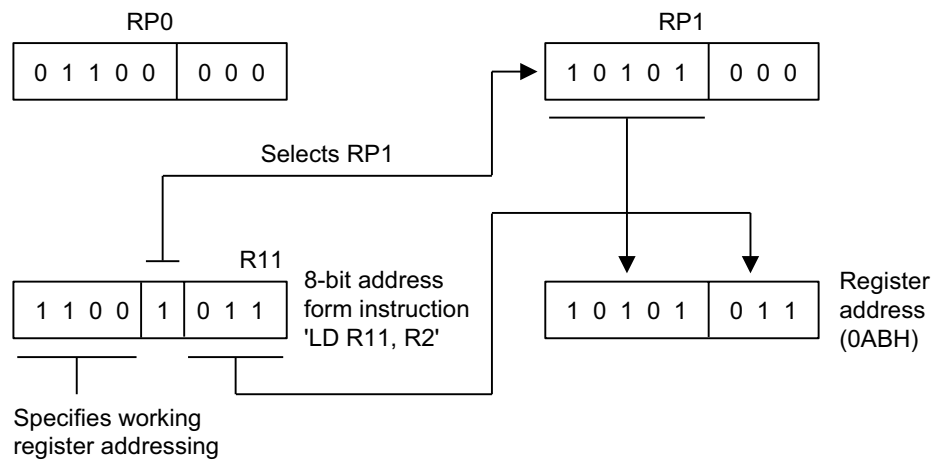 RP0
RP1
0 1 1 0 0 0 0 0
1 0 1 0 1 0 0 0
Selects RP1
R11
1 1 0 0 1 0 1 1
8-bit address
form instruction
'LD R11, R2'
1 0 1 0 1 0 1 1
Register
address
(0ABH)
Specifies working
register addressing